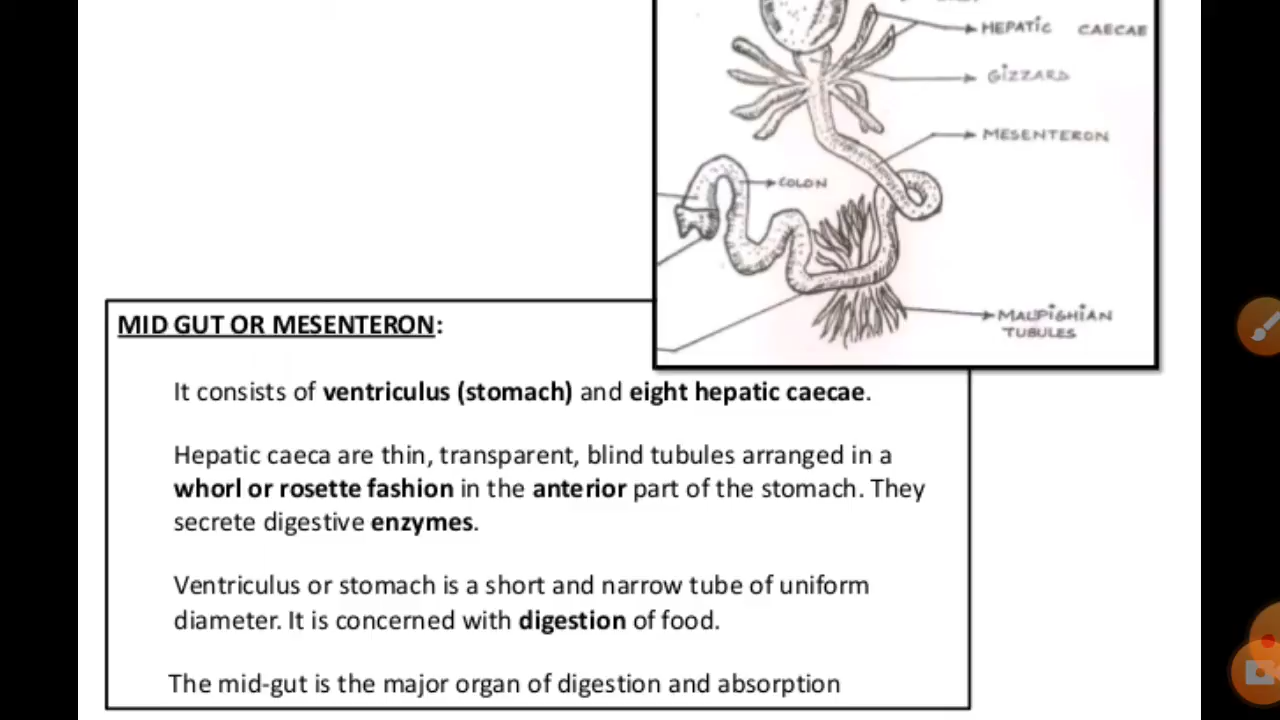 HEPATIC CAECAE
GIZZARD
MESENTERON
COLON
MALPIGHIAN
TUBULES
MID GUT OR MESENTERON:
It consists of ventriculus (stomach) and eight hepatic caecae.
Hepatic caeca are thin, transparent, blind tubules arranged in a
whorl or rosette fashion in the anterior part of the stomach. They
secrete digestive enzymes.
Ventriculus or stomach is a short and narrow tube of uniform
diameter. It is concerned with digestion of food.
The mid-gut is the major organ of digestion and absorption